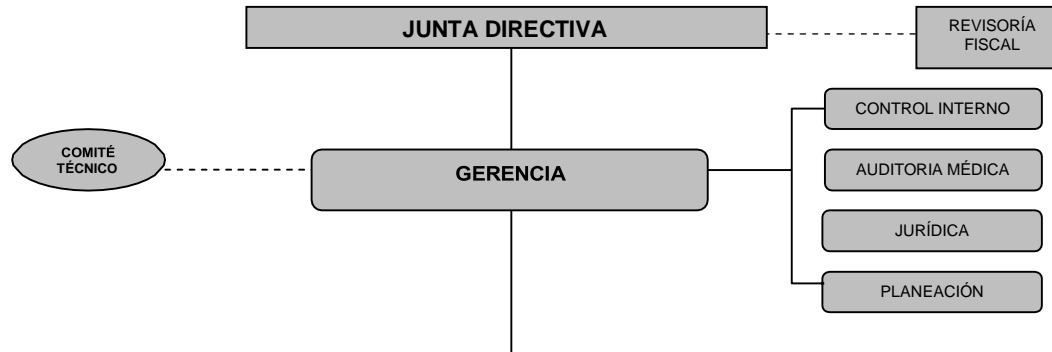 JUNTA DIRECTIVA
REVISORÍA
FISCAL
CONTROL INTERNO
COMITÉ
TÉCNICO
GERENCIA
AUDITORIA MÉDICA
JURÍDICA
PLANEACIÓN